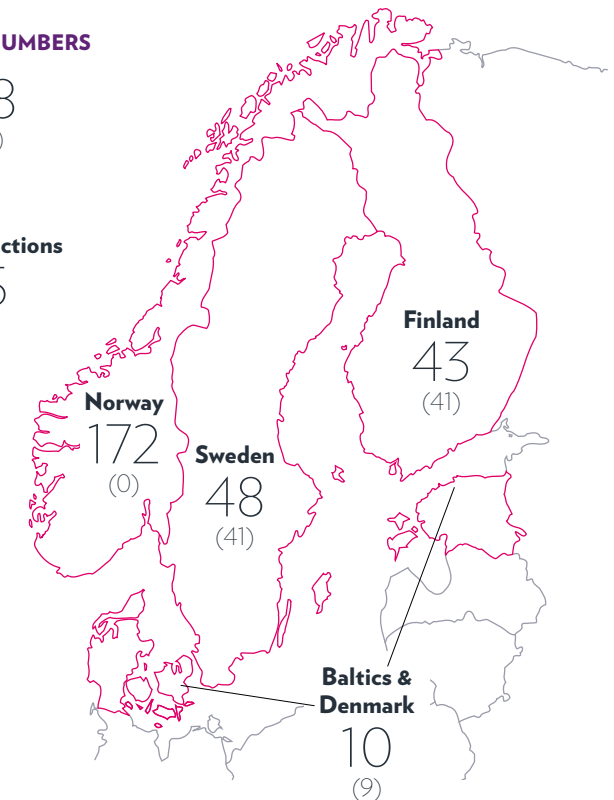 UMBERS
ctions
Finland
43
(41)
Norway
172
(0)
Sweden
48
(41)
Baltics &
Denmark
10
(9)